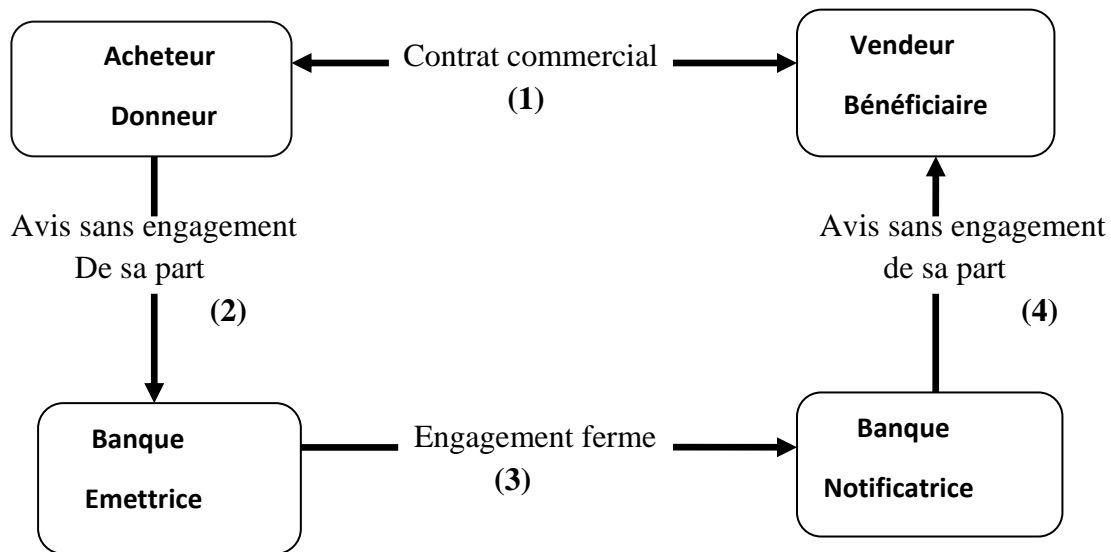 Acheteur
Donneur
Contrat commercial
(1)
Vendeur
Bénéficiaire
Avis sans engagement
De sa part
(2)
Avis sans engagement
de sa part
(4)
Banque
Emettrice
Engagement ferme
(3)
Banque
Notificatrice